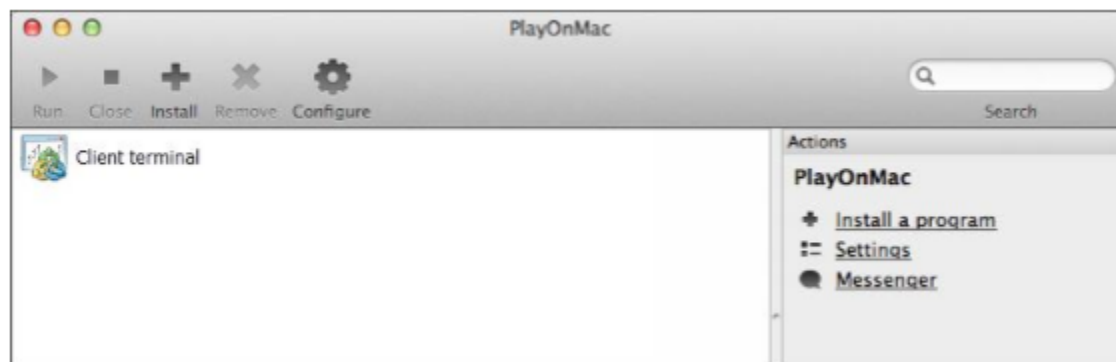 PlayOnMac
Run Close Install Remove Configure
Search
Client terminal
Actions
PlayOnMac
Install a program
Settings
Messenger